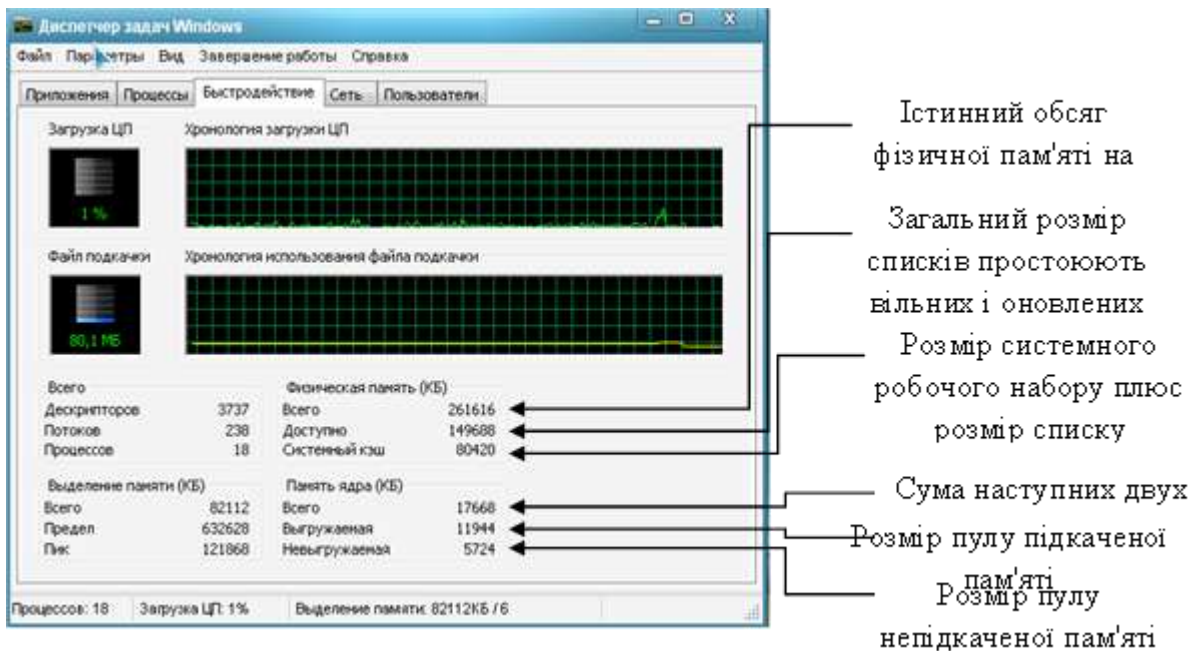 Диспетчер задач Windows
Файл Параметры Вид Завершение работы Справка
Приложения Процессы Быстродействие Сеть Пользователи
Загрузка ЦП Хронология загрузки ЦП
1 %
Файл подкачки Хронология использования файла подкачки
80,1 МБ
Всего
Дескрипторов 3737
Потоков 238
Процессов 18
Физическая память (КБ)
Всего 261616
Доступно 149688
Системный кэш 80420
Выделение памяти (КБ)
Всего 82112
Предел 632628
Пик 121868
Память ядра (КБ)
Всего 17668
Выгружаемая 11944
Невыгружаемая 5724
Процессов: 18 Загрузка ЦП: 1% Выделение памяти: 82112КБ / 6
Істинний обсяг
фізичної пам'яті на
Загальний розмір
списків простоюють
вільних і оновлених
Розмір системного
робочого набору плюс
розмір списку
Сума наступних двух
Розмір пулу підкаченої
пам'яті
Розмір пулу
непідкаченої пам'яті